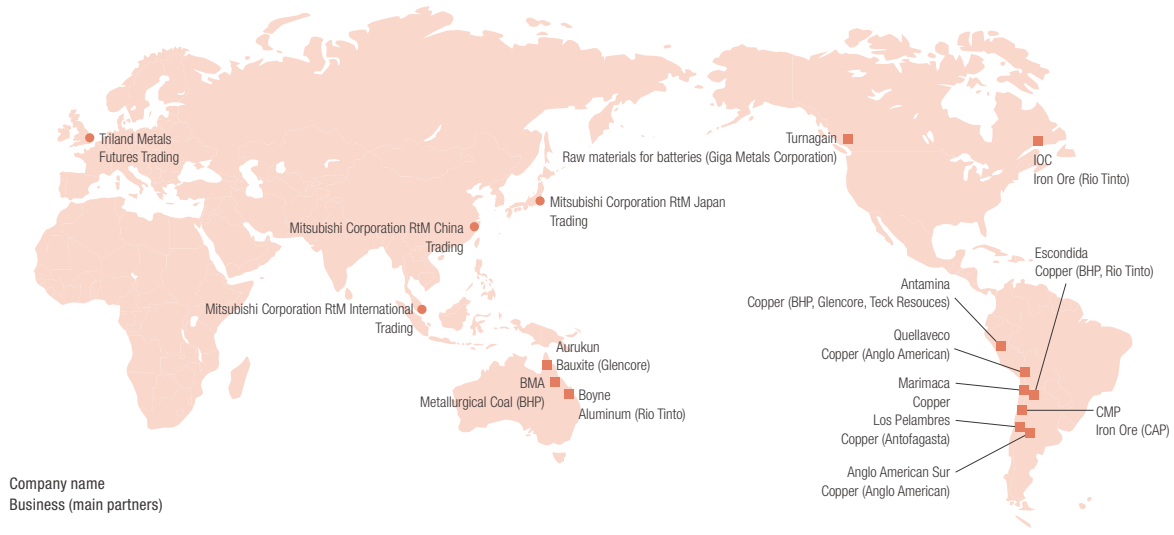 Triland Metals
Futures Trading
Mitsubishi Corporation RtM China
Trading
Mitsubishi Corporation RtM Japan
Trading
Mitsubishi Corporation RtM International
Trading
Aurukun
Bauxite (Glencore)
BMA
Metallurgical Coal (BHP)
Boyne
Aluminum (Rio Tinto)
Turnagain
Raw materials for batteries (Giga Metals Corporation)
IOC
Iron Ore (Rio Tinto)
Escondida
Copper (BHP, Rio Tinto)
Antamina
Copper (BHP, Glencore, Teck Resouces)
Quellaveco
Copper (Anglo American)
Marimaca
Copper
Los Pelambres
Copper (Antofagasta)
CMP
Iron Ore (CAP)
Anglo American Sur
Copper (Anglo American)
Company name
Business (main partners)